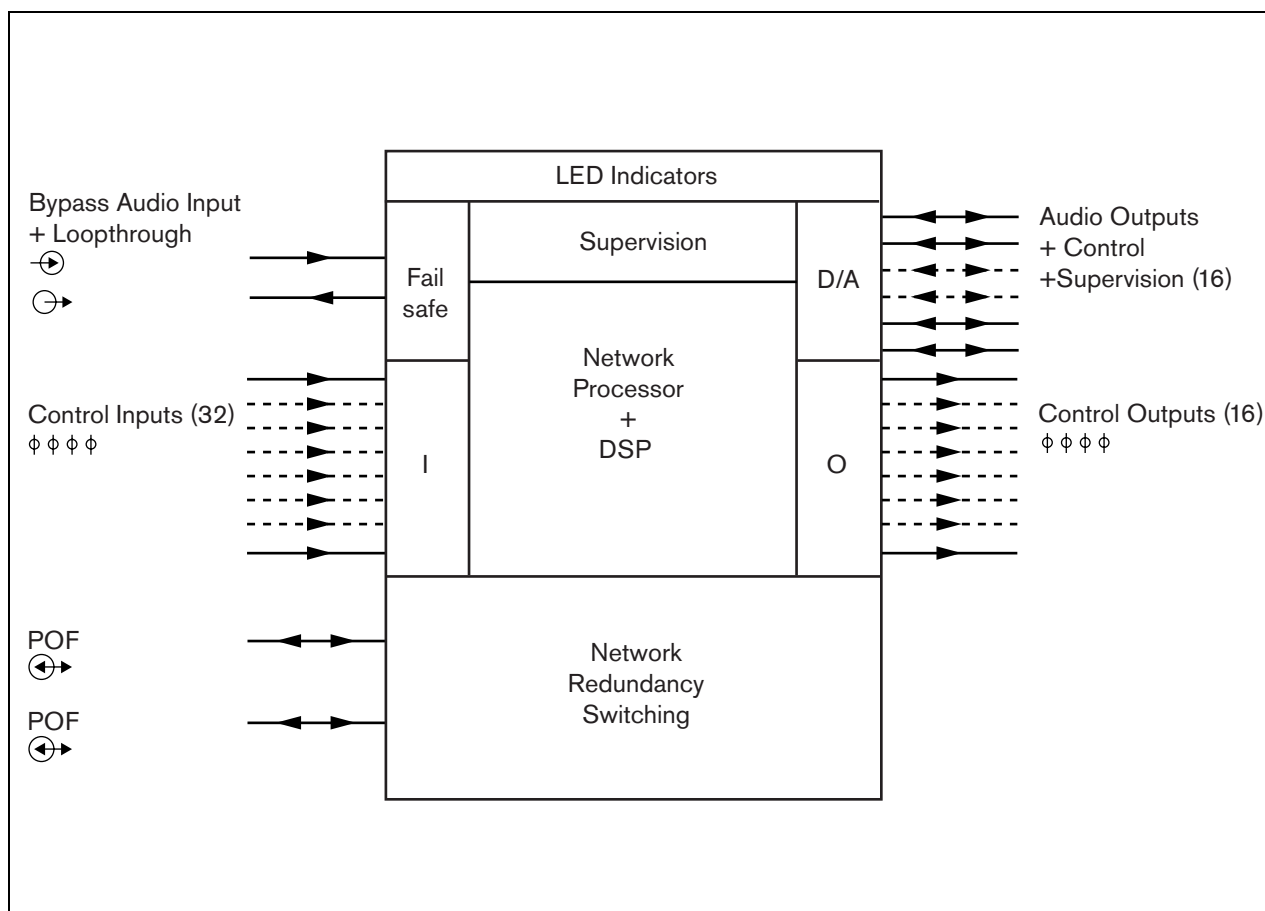 LED Indicators
Bypass Audio Input
+ Loopthrough
Fail
safe
Supervision
D/A
Audio Outputs
+ Control
+Supervision (16)
Network
Processor
+
DSP
Control Inputs (32)
I
O
Control Outputs (16)
POF
POF
Network
Redundancy
Switching